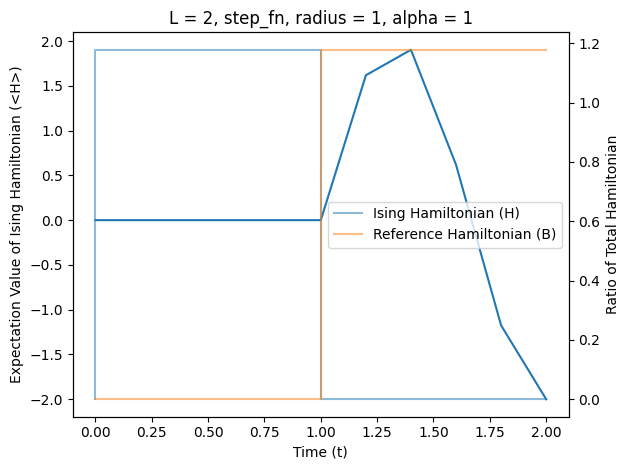 L = 2, step_fn, radius = 1, alpha = 1
Expectation Value of Ising Hamiltonian (<H>)
2.0
1.5
1.0
0.5
0.0
−0.5
−1.0
−1.5
−2.0
Ising Hamiltonian (H)
Reference Hamiltonian (B)
1.2
1.0
0.8
0.6
0.4
0.2
0.0
Ratio of Total Hamiltonian
0.00 0.25 0.50 0.75 1.00 1.25 1.50 1.75 2.00
Time (t)